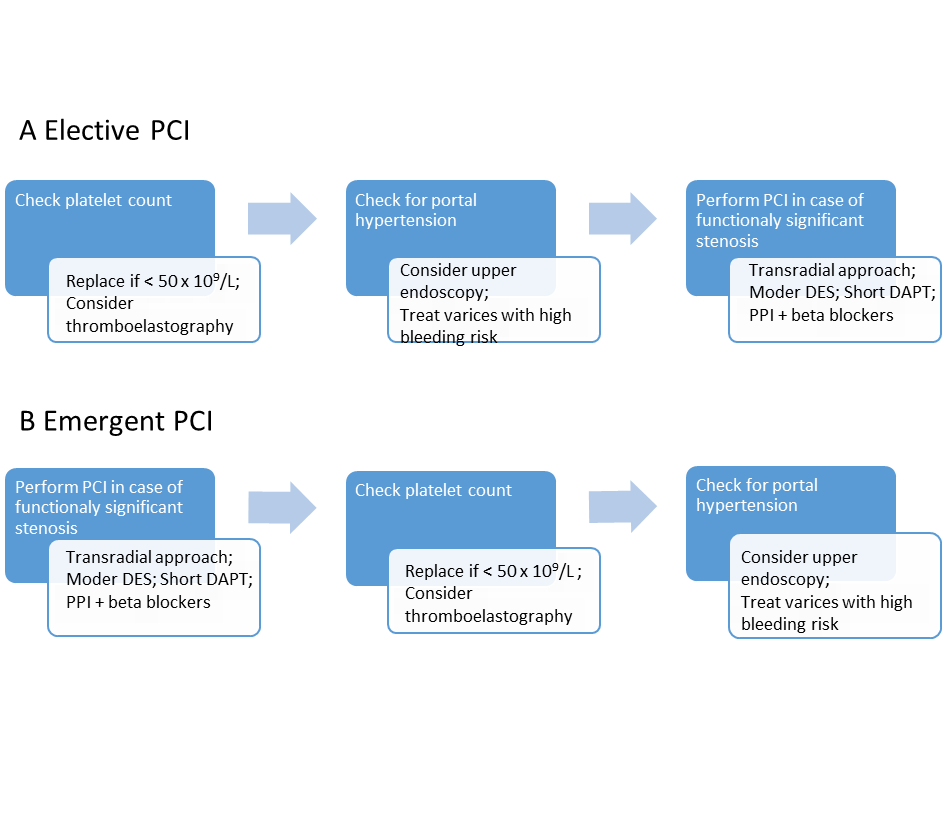 A Elective PCI
Check platelet count
Replace if < 50 x 10⁹/L;
Consider
thromboelastography
Check for portal
hypertension
Consider upper
endoscopy;
Treat varices with high
bleeding risk
Perform PCI in case of
functionaly significant
stenosis
Transradial approach;
Moder DES; Short DAPT;
PPI + beta blockers
B Emergent PCI
Perform PCI in case of
functionaly significant
stenosis
Transradial approach;
Moder DES; Short DAPT;
PPI + beta blockers
Check platelet count
Replace if < 50 x 10⁹/L ;
Consider
thromboelastography
Check for portal
hypertension
Consider upper
endoscopy;
Treat varices with high
bleeding risk